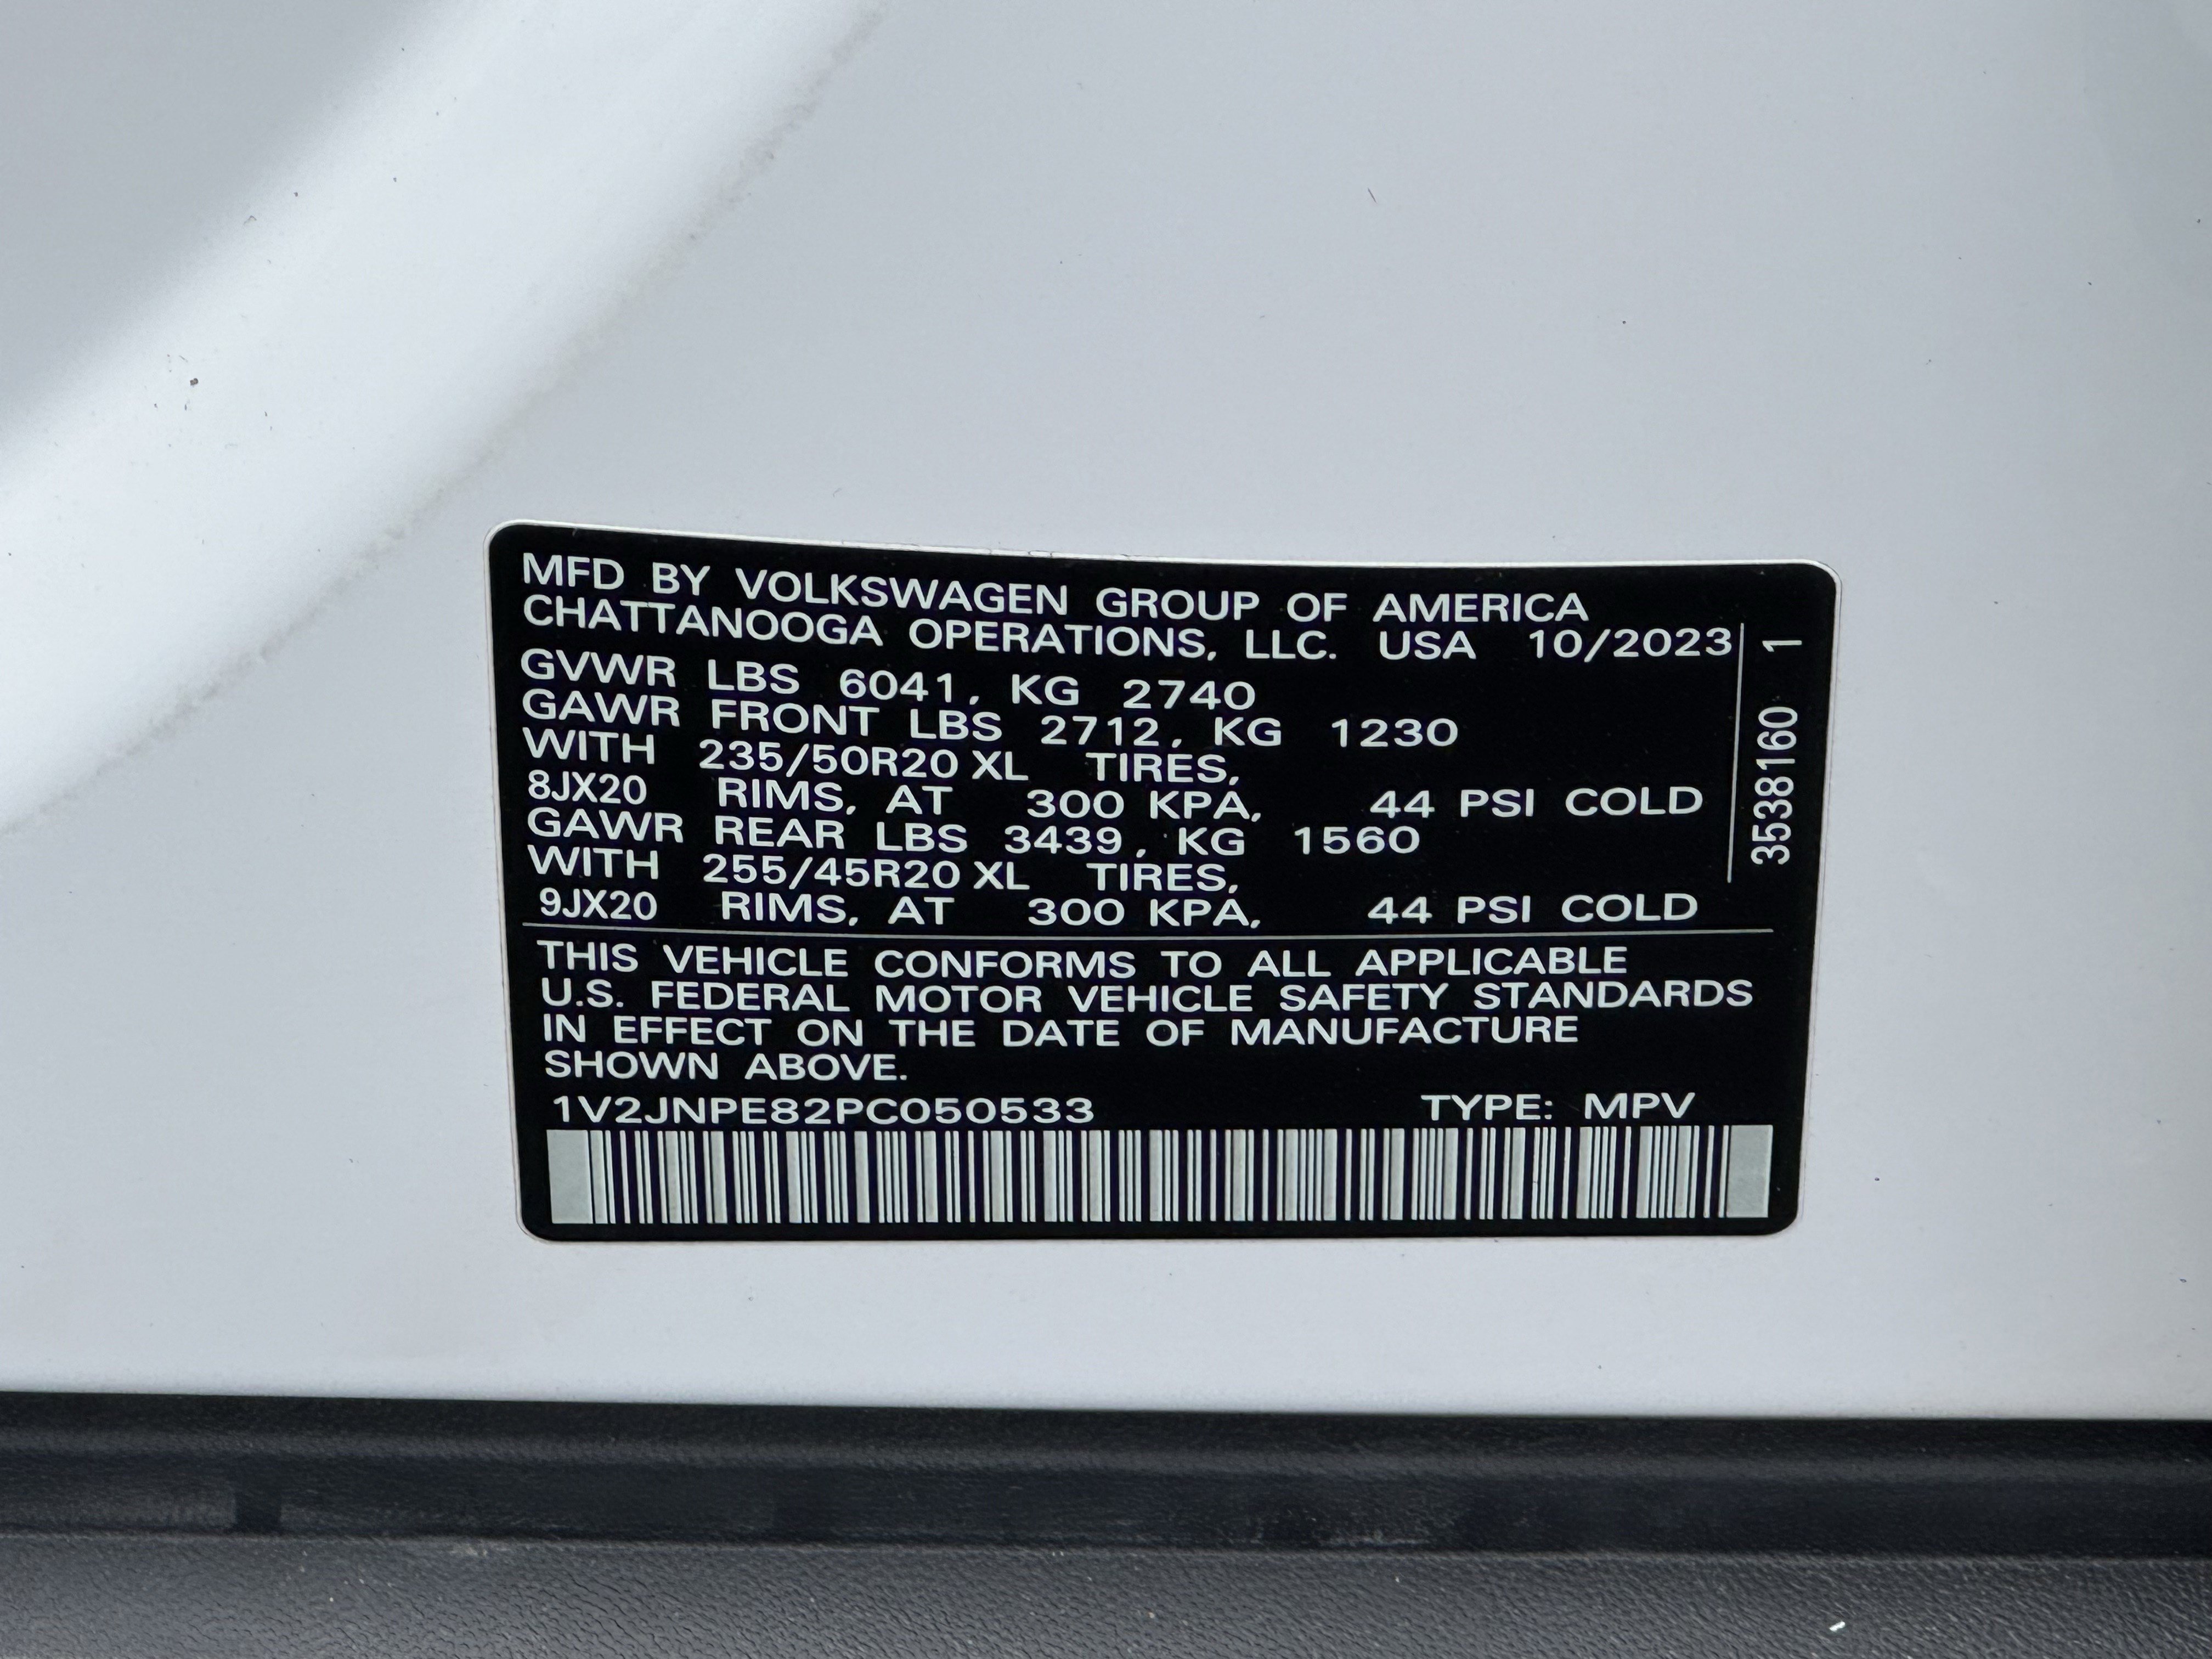 MFD BY VOLKSWAGEN GROUP OF AMERICA
CHATTANOOGA OPERATIONS, LLC. USA 10/2023
GVWR LBS 6041, KG 2740
GAWR FRONT LBS 2712, KG 1230
WITH 235/50R20 XL TIRES,
8JX20 RIMS, AT 300 KPA, 44 PSI COLD
GAWR REAR LBS 3439, KG 1560
WITH 255/45R20 XL TIRES,
9JX20 RIMS, AT 300 KPA, 44 PSI COLD
3538160 1
THIS VEHICLE CONFORMS TO ALL APPLICABLE
U.S. FEDERAL MOTOR VEHICLE SAFETY STANDARDS
IN EFFECT ON THE DATE OF MANUFACTURE
SHOWN ABOVE.
1V2JNPE82PC050533 TYPE: MPV